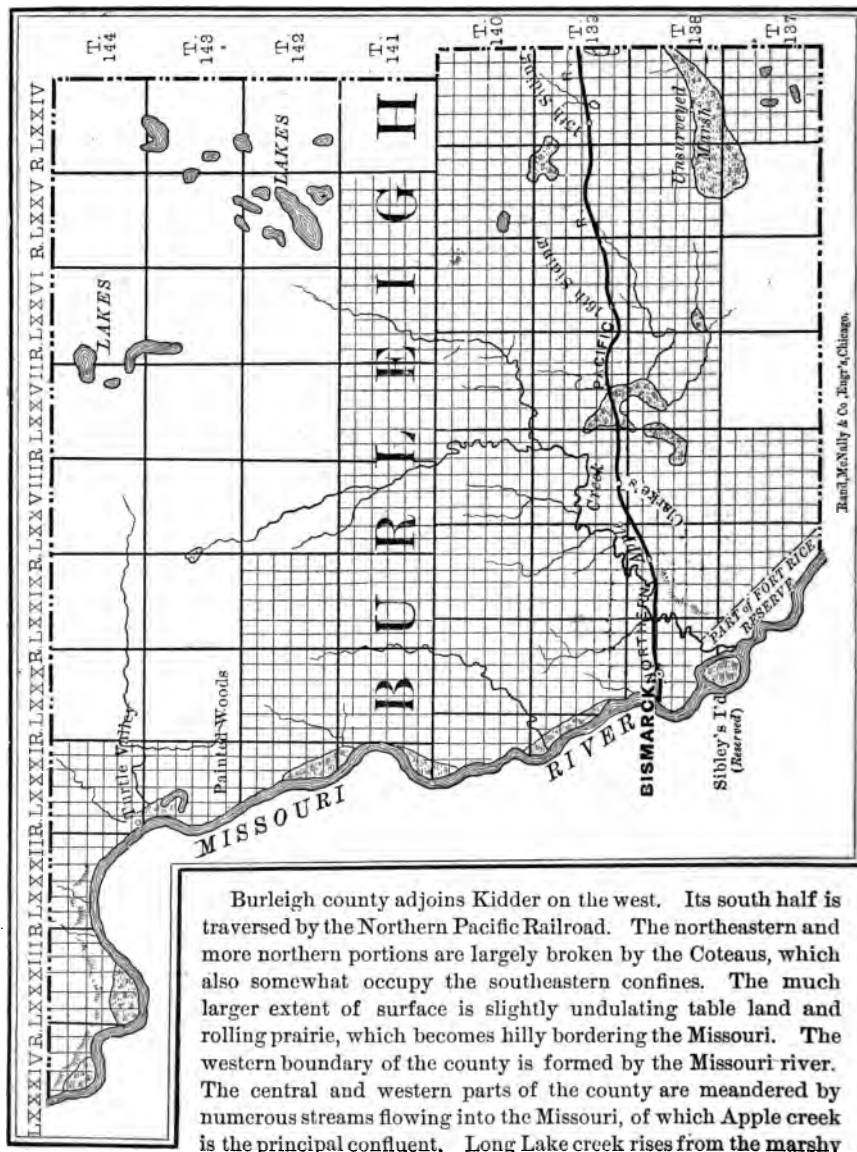 LXXXIV R. LXXXIII R. LXXXII R. LXXXI R. LXXX R. LXXIX R. LXXVIII R. LXXVII R. LXXVI R. LXXV R. LXXIV
T. 144
T. 143
T. 142
T. 141
T. 140
T. 139
T. 138
T. 137
LAKES
LAKES
BURLEIGH
Turtle Valley
Painted Woods
MISSOURI RIVER
BISMARCK
NORTHERN PACIFIC R. R.
Apple Creek
Clarke's
16th Siding
15th Siding
Unsurveyed
Marsh
PART of FORT RICE
RESERVE
Sibley's I'd
(Reserved)
Rand, McNally & Co., Engr's, Chicago.
Burleigh county adjoins Kidder on the west. Its south half is
traversed by the Northern Pacific Railroad. The northeastern and
more northern portions are largely broken by the Coteaus, which
also somewhat occupy the southeastern confines. The much
larger extent of surface is slightly undulating table land and
rolling prairie, which becomes hilly bordering the Missouri. The
western boundary of the county is formed by the Missouri river.
The central and western parts of the county are meandered by
numerous streams flowing into the Missouri, of which Apple creek
is the principal confluent. Long Lake creek rises from the marshy